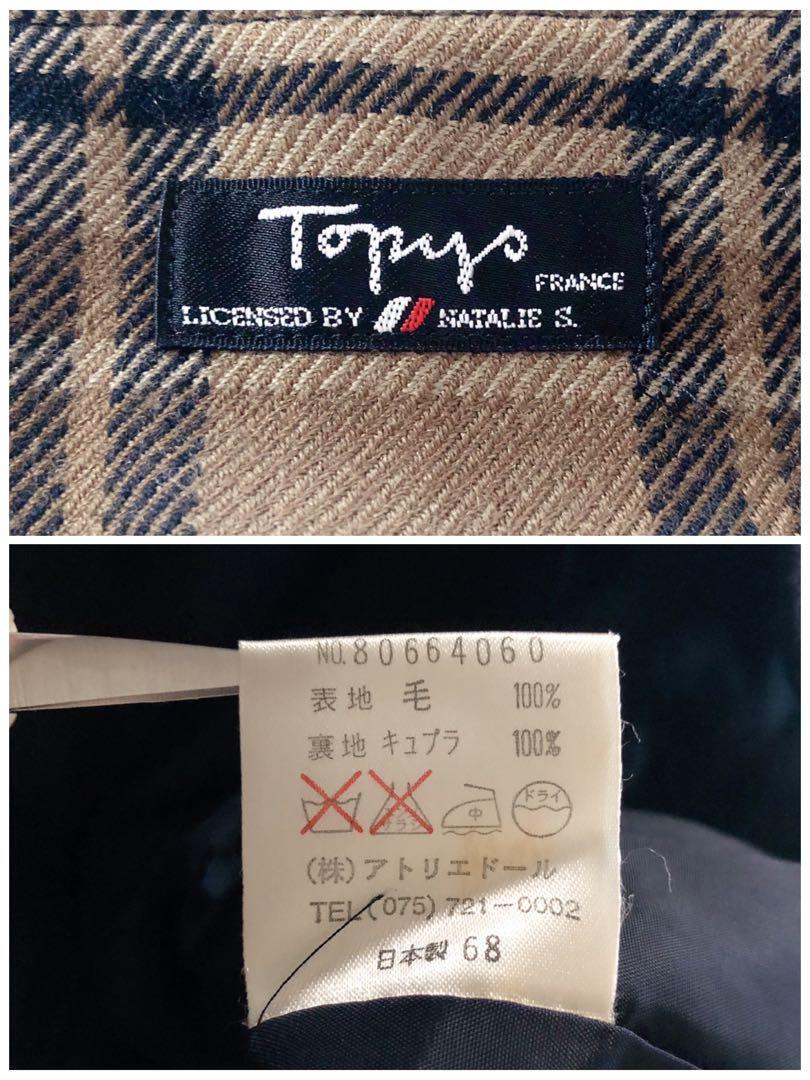 Topyo
FRANCE
LICENSED BY NATALIE S.
NO.80664060
表地 毛 100%
裏地 キュプラ 100%
中 ドライ
(株)アトリエドール
TEL(075)721-0002
日本製 68